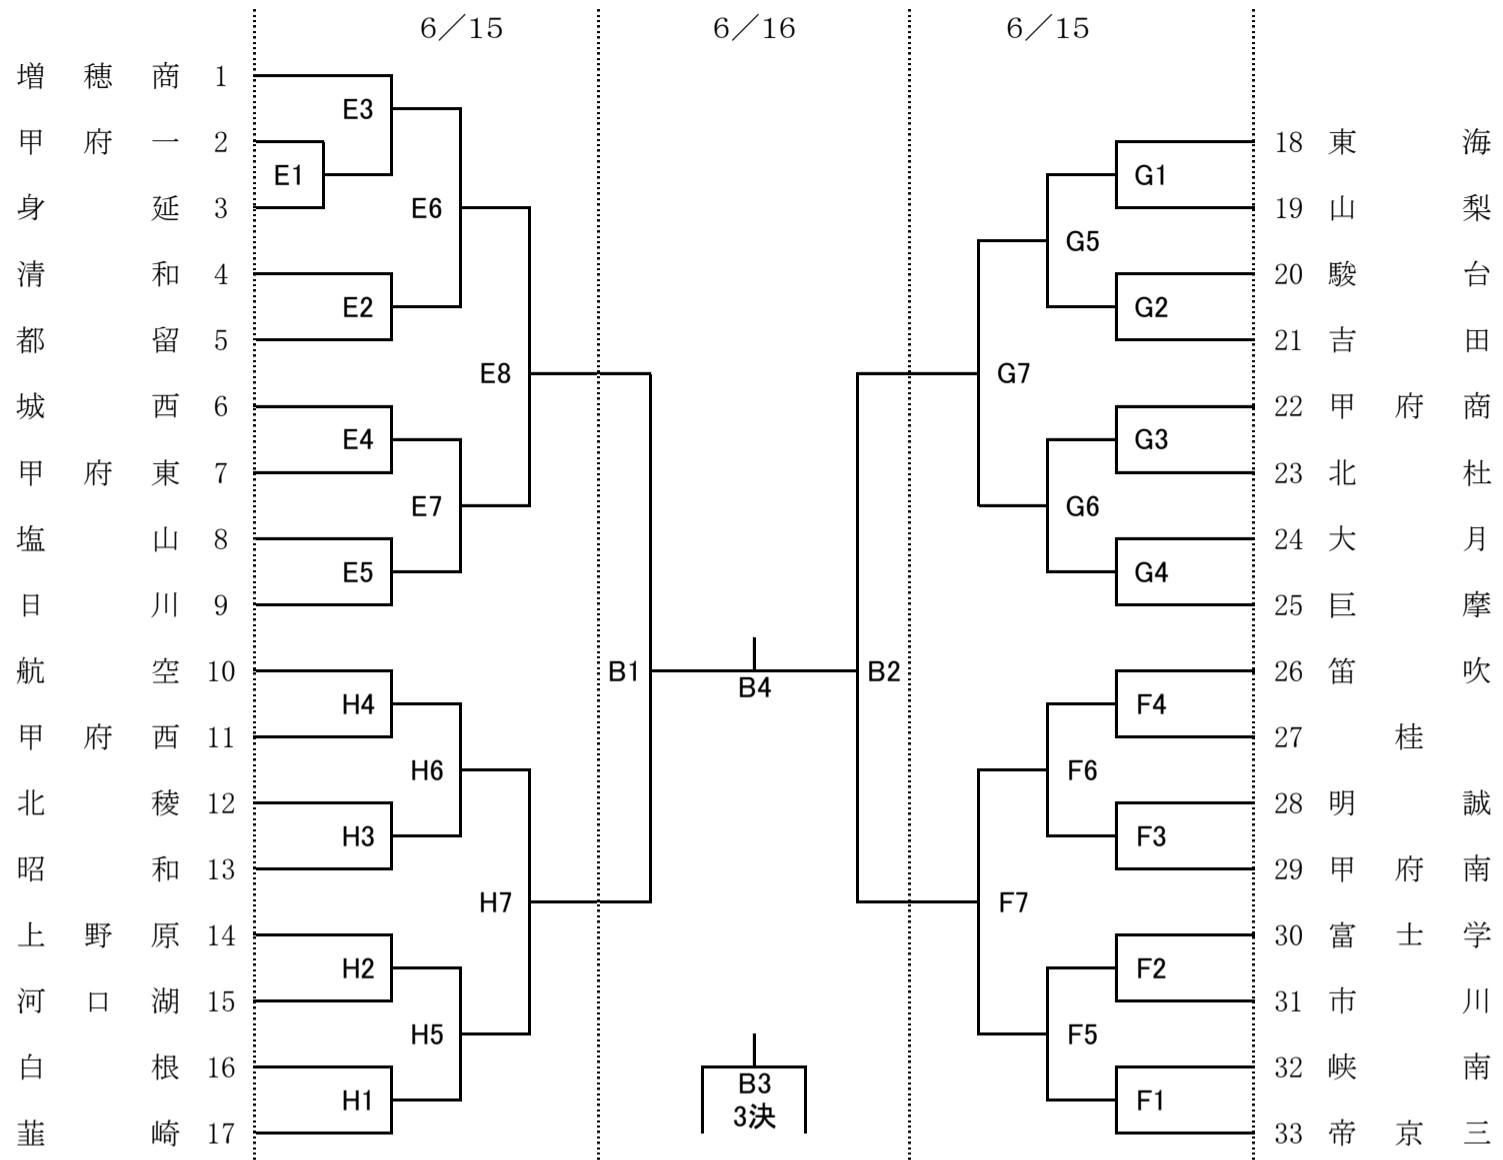 6／15 6／16 6／15
増穂商 1
E3
甲府一 2 18 東海
E1 G1
身延 3 E6 19 山梨
G5
清和 4 20 駿台
E2 G2
都留 5 21 吉田
E8 G7
城西 6 22 甲府商
E4 G3
甲府東 7 23 北杜
E7 G6
塩山 8 24 大月
E5 G4
日川 9 25 巨摩
航空 10 B1 B4 B2 26 笛吹
H4 F4
甲府西 11 27 桂
H6 F6
北稜 12 28 明誠
H3 F3
昭和 13 29 甲府南
H7 F7
上野原 14 30 富士学
H2 F2
河口湖 15 31 市川
H5 F5
白根 16 32 峡南
B3
H1 3決 F1
韮崎 17 33 帝京三